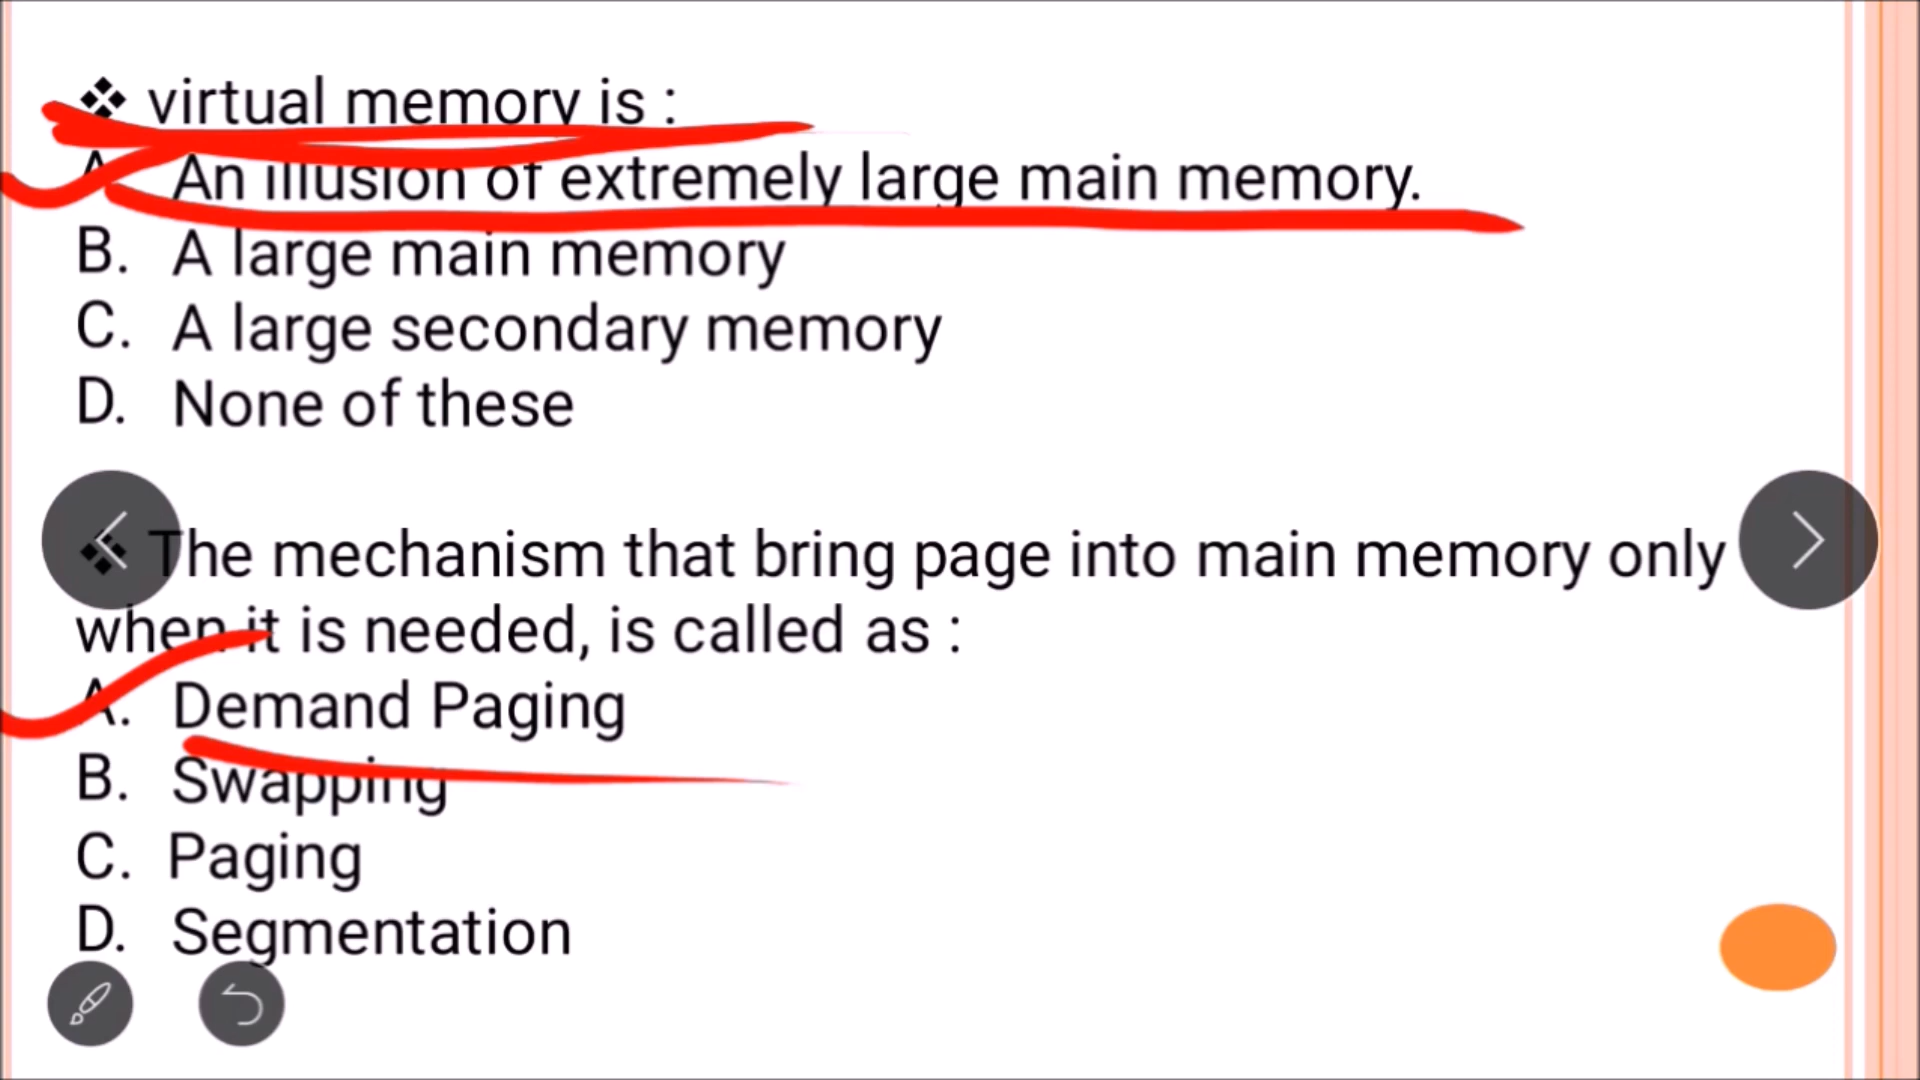 ❖ virtual memory is :
A. An illusion of extremely large main memory.
B. A large main memory
C. A large secondary memory
D. None of these
❖ The mechanism that bring page into main memory only
when it is needed, is called as :
A. Demand Paging
B. Swapping
C. Paging
D. Segmentation